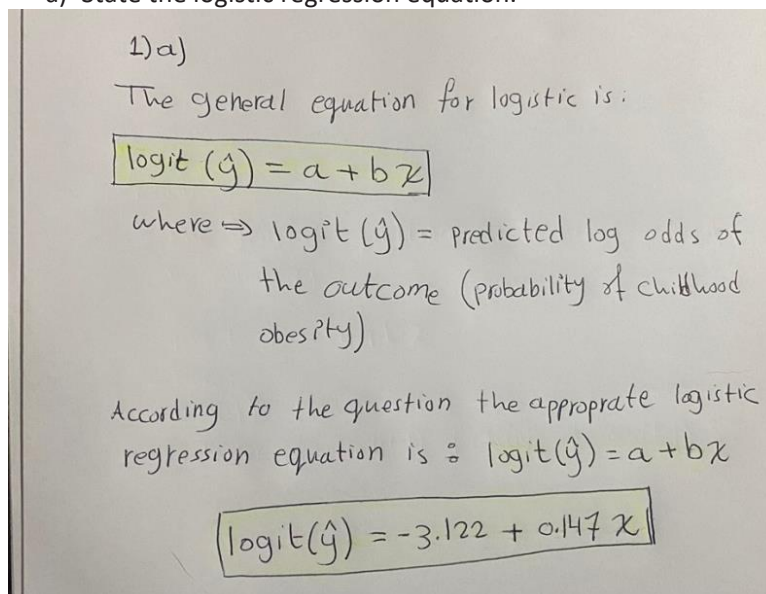 a) State the logistic regression equation.
1)a)
The general equation for logistic is:
logit (ŷ) = a + bx
where ⇒ logit (ŷ) = predicted log odds of
the outcome (probability of childhood
obesity)
According to the question the approprate logistic
regression equation is : logit(ŷ) = a + bx
logit(ŷ) = -3.122 + 0.147 x